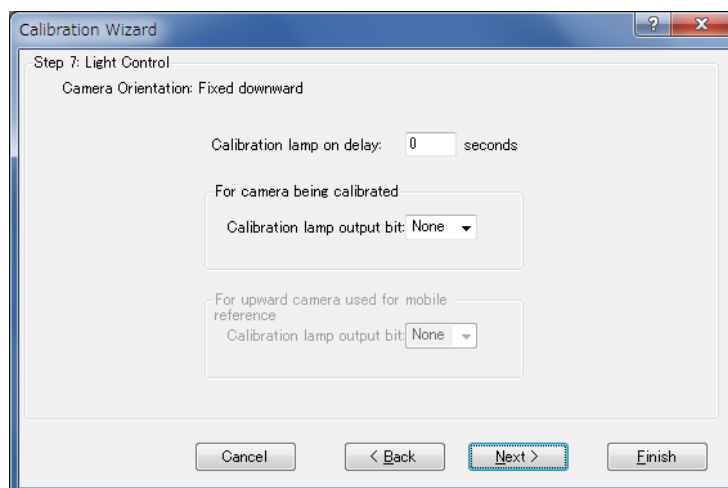 Calibration Wizard
?
x
Step 7: Light Control
Camera Orientation: Fixed downward
Calibration lamp on delay: 0 seconds
For camera being calibrated
Calibration lamp output bit: None
For upward camera used for mobile
reference
Calibration lamp output bit: None
Cancel < Back Next > Finish